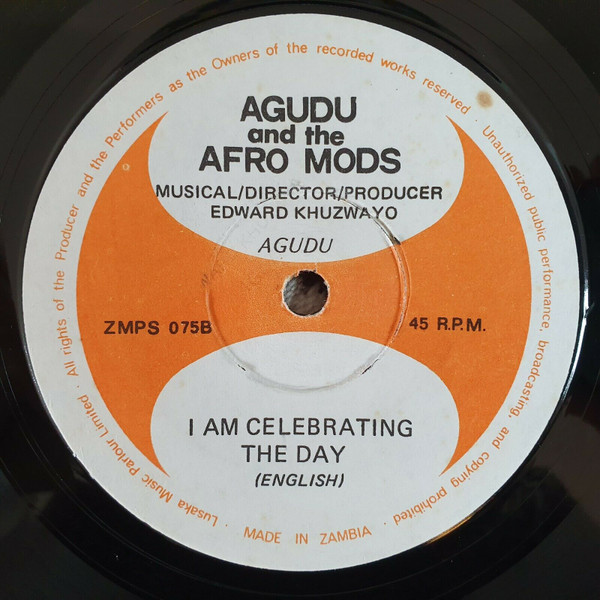 AGUDU
and the
AFRO MODS
MUSICAL/DIRECTOR/PRODUCER
EDWARD KHUZWAYO
AGUDU
ZMPS 075B
45 R.P.M.
I AM CELEBRATING
THE DAY
(ENGLISH)
Lusaka Music Parlour Limited · All rights of the Producer and the Performers as the Owners of the recorded works reserved Unauthorized public performance, broadcasting, and copying prohibited ·
MADE IN ZAMBIA